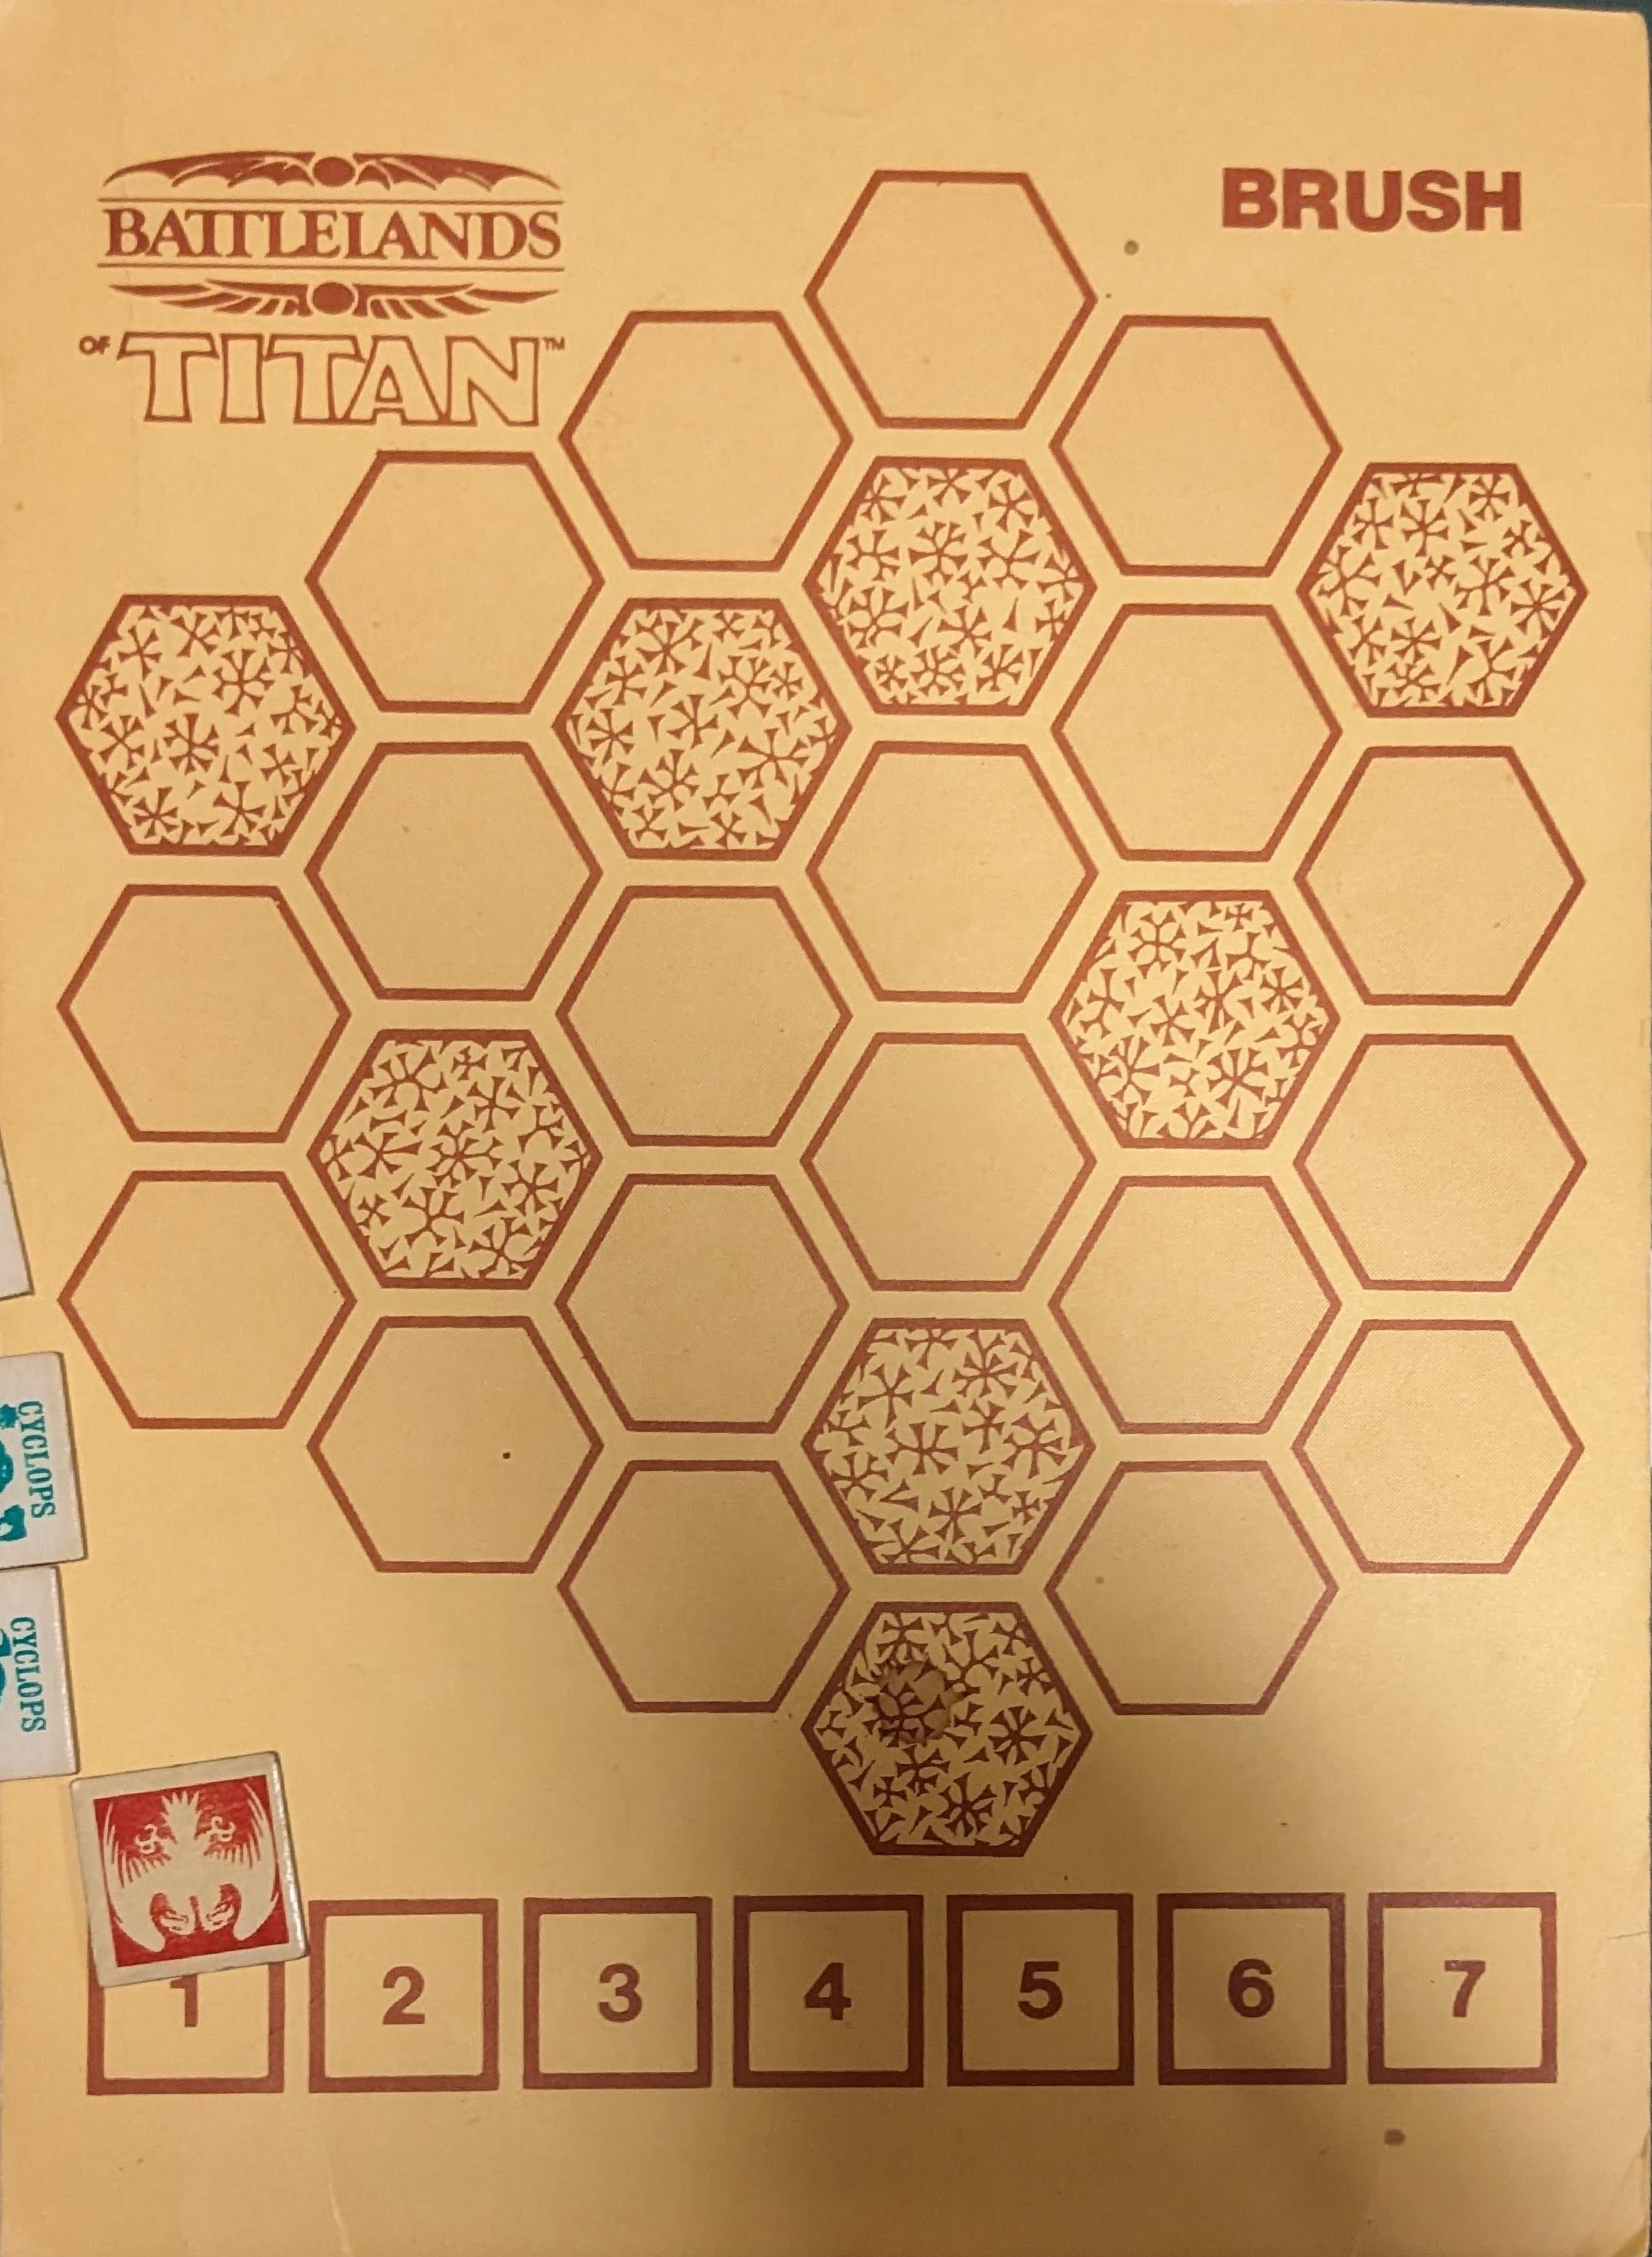 BATTLELANDS
OF TITAN™
BRUSH
CYCLOPS
CYCLOPS
1 2 3 4 5 6 7